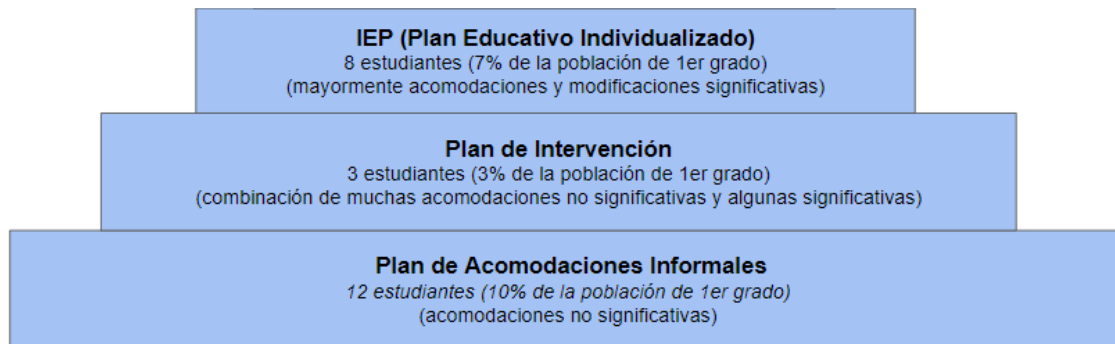 IEP (Plan Educativo Individualizado)
8 estudiantes (7% de la población de 1er grado)
(mayormente acomodaciones y modificaciones significativas)
Plan de Intervención
3 estudiantes (3% de la población de 1er grado)
(combinación de muchas acomodaciones no significativas y algunas significativas)
Plan de Acomodaciones Informales
12 estudiantes (10% de la población de 1er grado)
(acomodaciones no significativas)